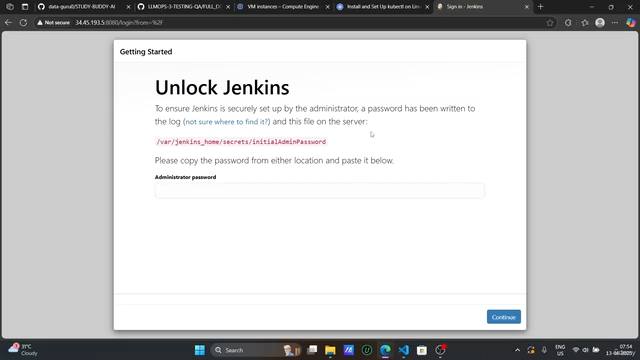 data-guru0/STUDY-BUDDY-AI
LLMOPS-3-TESTING-QA/FULL_DO
VM instances – Compute Engine
Install and Set Up kubectl on Lin
Sign in - Jenkins
Not secure
34.45.193.5:8080/login?from=%2F
Getting Started
Unlock Jenkins
To ensure Jenkins is securely set up by the administrator, a password has been written to
the log (not sure where to find it?) and this file on the server:
/var/jenkins_home/secrets/initialAdminPassword
Please copy the password from either location and paste it below.
Administrator password
Continue
31°C
Cloudy
Search
ENG
US
07:54